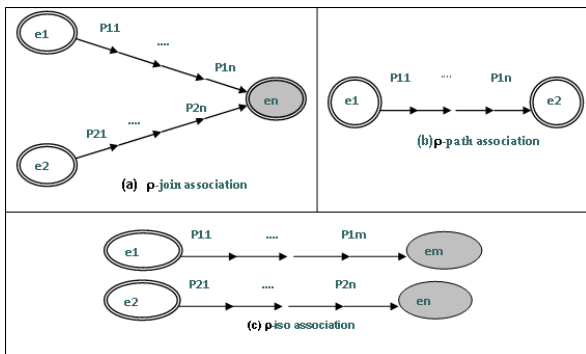 e1
P11
....
P1n
en
P2n
....
P21
e2
(a) ρ-join association
P11 .... P1n
e1
e2
(b)ρ-path association
P11 .... P1m
e1
em
P21 .... P2n
e2
en
(c) ρ-iso association